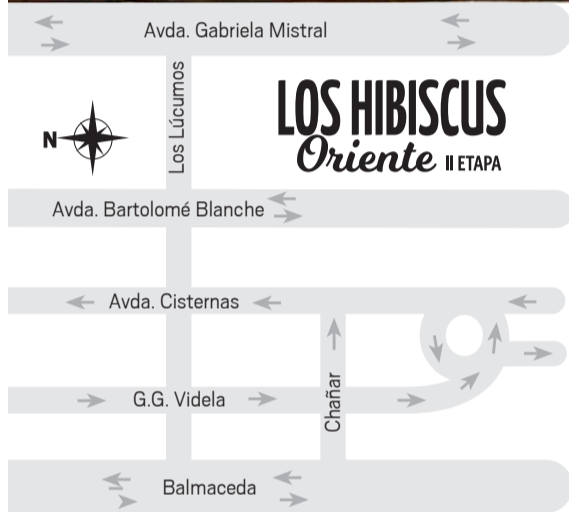 Avda. Gabriela Mistral
Los Lúcumos
LOS HIBISCUS
Oriente II ETAPA
N
Avda. Bartolomé Blanche
Avda. Cisternas
G.G. Videla
Chañar
Balmaceda